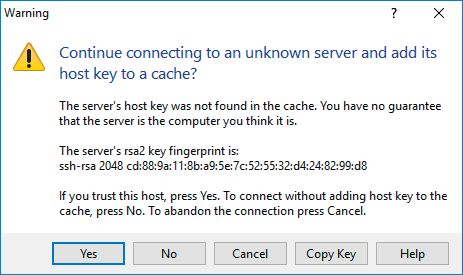 Warning
?
Continue connecting to an unknown server and add its
host key to a cache?
The server's host key was not found in the cache. You have no guarantee
that the server is the computer you think it is.
The server's rsa2 key fingerprint is:
ssh-rsa 2048 cd:88:9a:11:8b:a9:5e:7c:52:55:32:d4:24:82:99:d8
If you trust this host, press Yes. To connect without adding host key to the
cache, press No. To abandon the connection press Cancel.
Yes
No
Cancel
Copy Key
Help